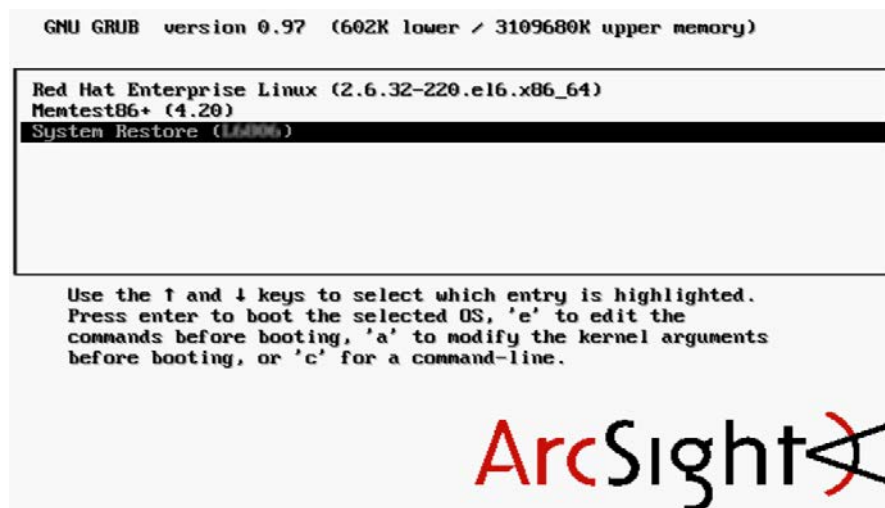 GNU GRUB version 0.97 (602K lower / 3109680K upper memory)
Red Hat Enterprise Linux (2.6.32-220.el6.x86_64)
Memtest86+ (4.20)
System Restore ( )
Use the ↑ and ↓ keys to select which entry is highlighted.
Press enter to boot the selected OS, 'e' to edit the
commands before booting, 'a' to modify the kernel arguments
before booting, or 'c' for a command-line.
ArcSight